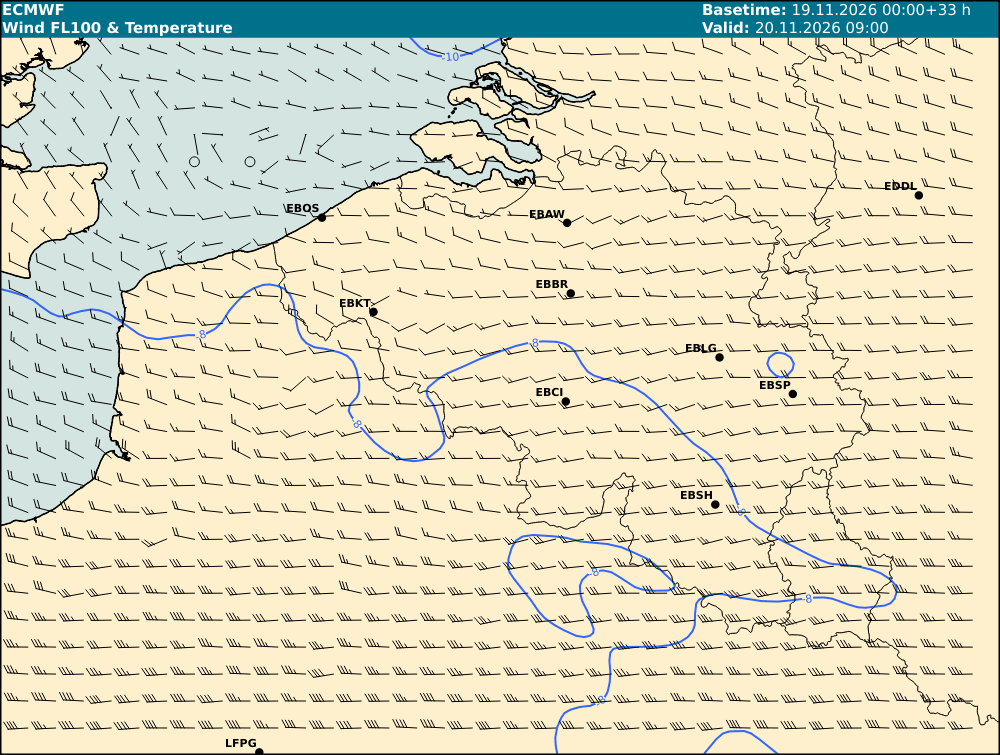 ECMWF
Wind FL100 & Temperature
Basetime: 19.11.2026 00:00+33 h
Valid: 20.11.2026 09:00
-10
EDDL
EBOS
EBAW
EBBR
EBKT
-8
-8
EBLG
EBSP
EBCI
-8
EBSH
-8
-8
-8
-8
LFPG